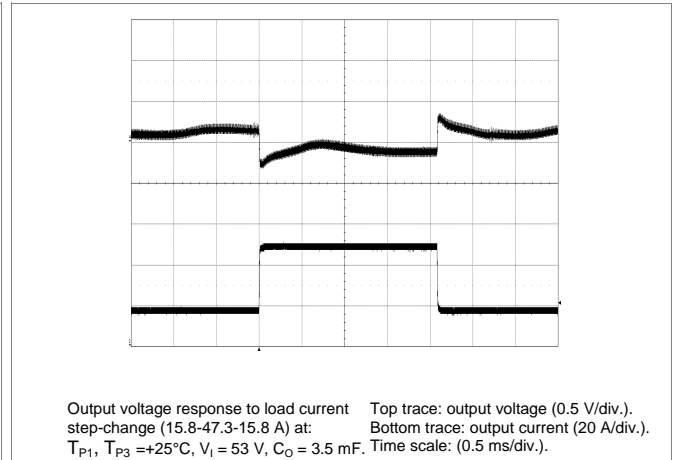 Output voltage response to load current
step-change (15.8-47.3-15.8 A) at:
TP1, TP3 =+25°C, VI = 53 V, CO = 3.5 mF.
Top trace: output voltage (0.5 V/div.).
Bottom trace: output current (20 A/div.).
Time scale: (0.5 ms/div.).